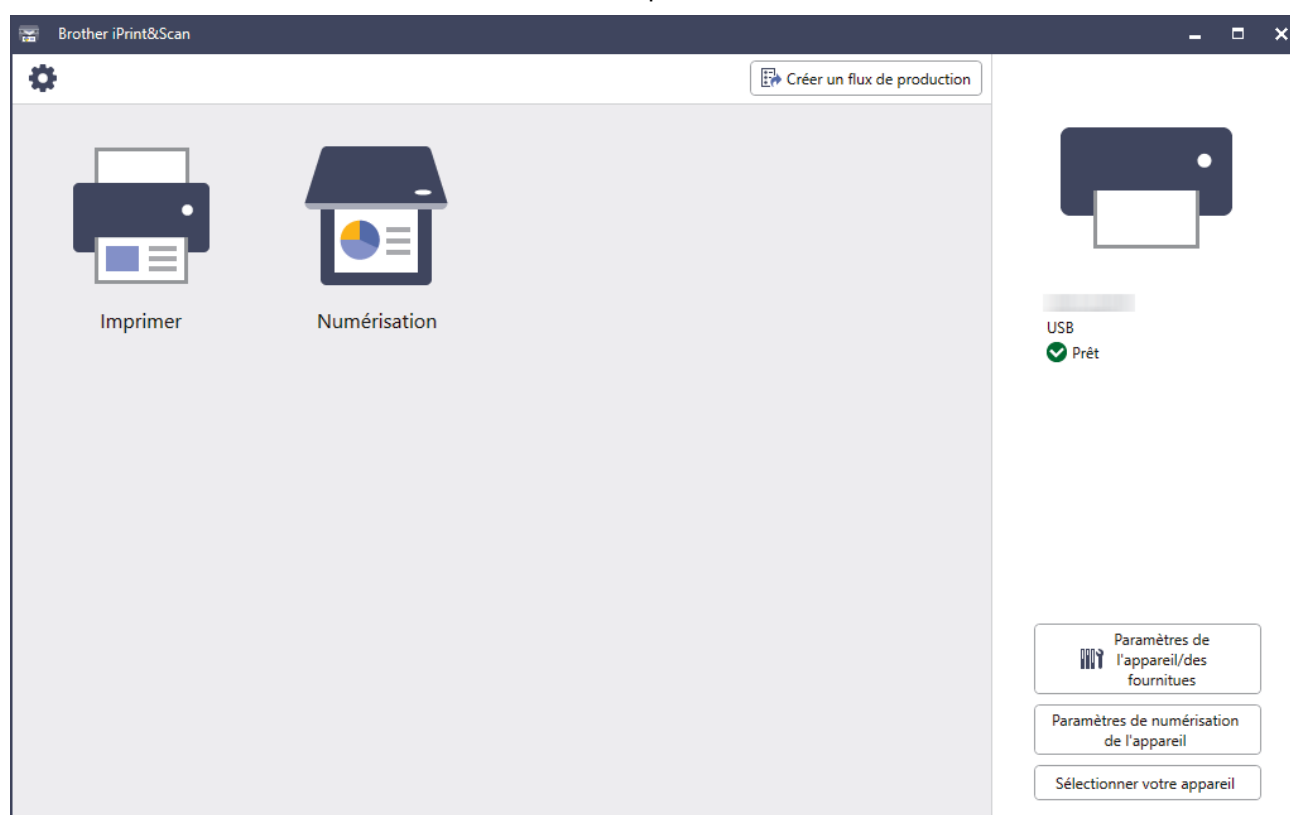 Brother iPrint&Scan
Créer un flux de production
Imprimer
Numérisation
USB
Prêt
Paramètres de
l'appareil/des
fournitues
Paramètres de numérisation
de l'appareil
Sélectionner votre appareil